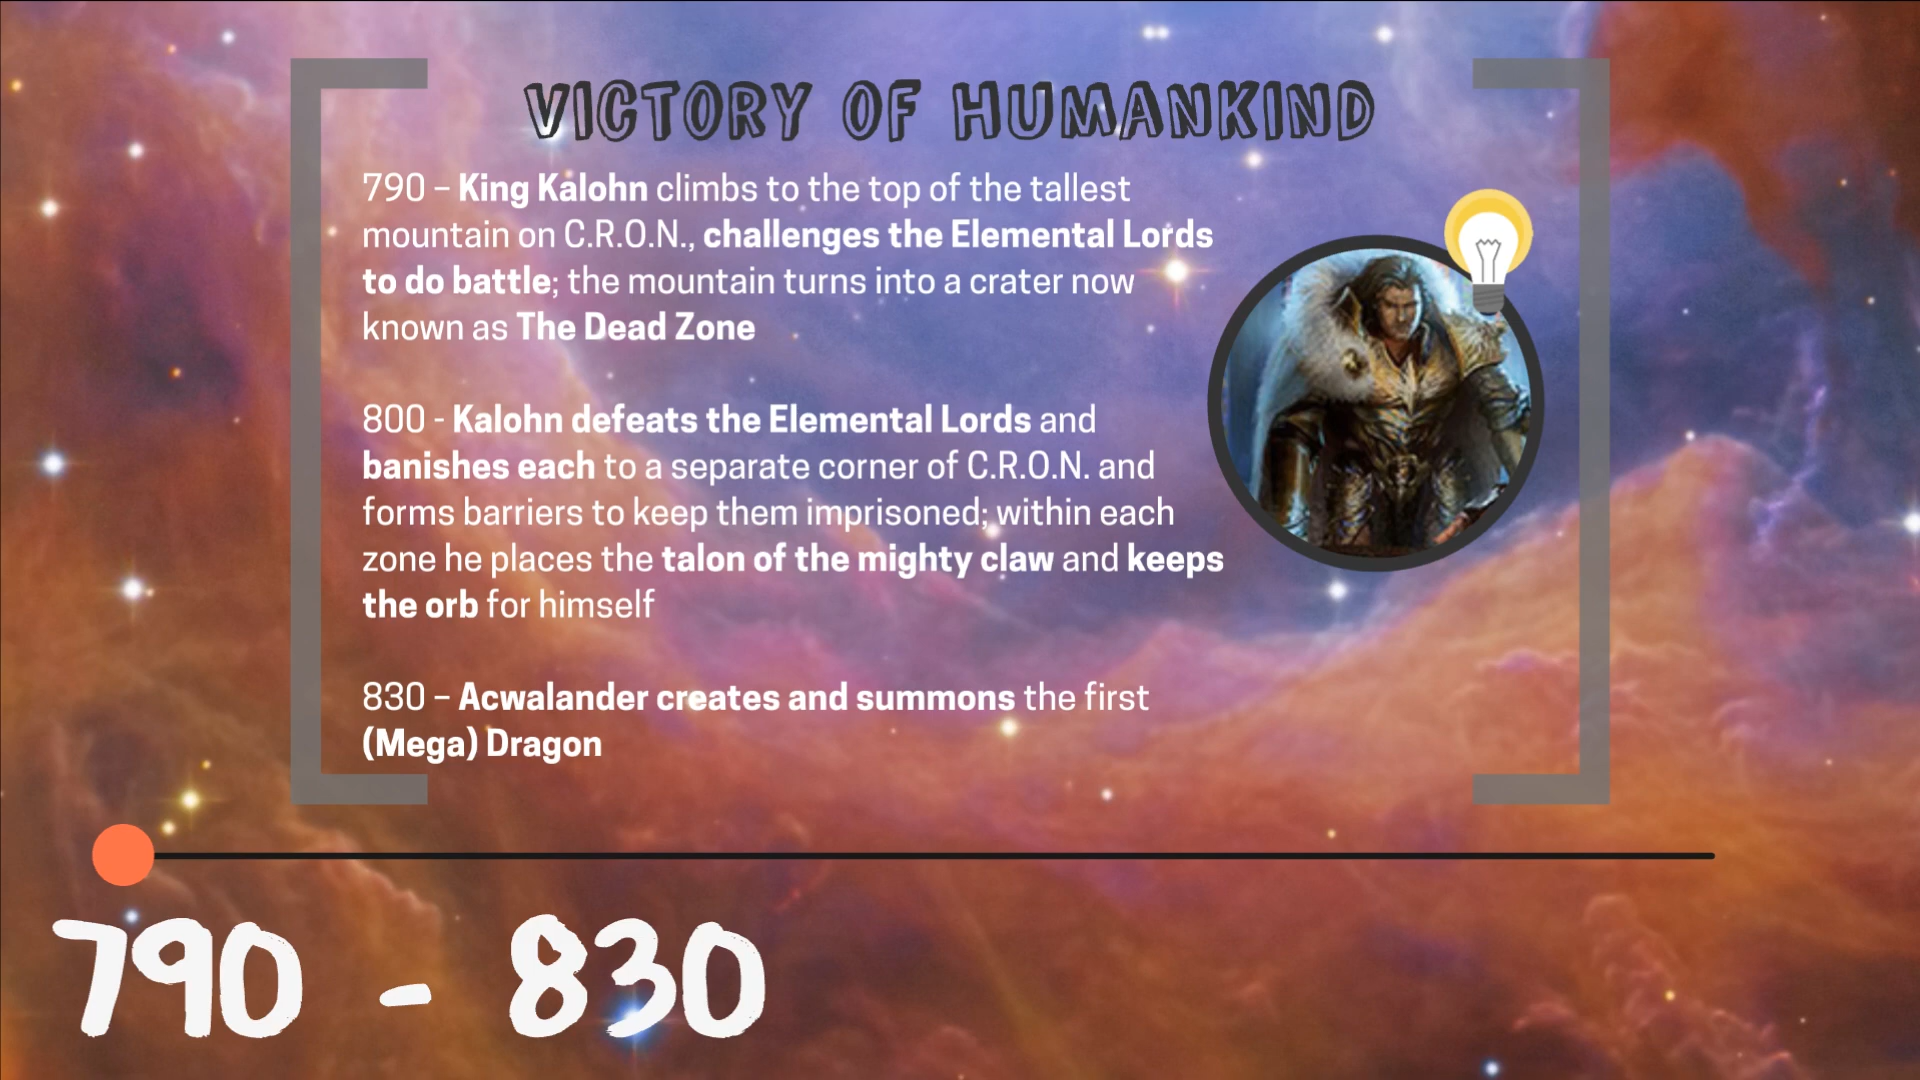 VICTORY OF HUMANKIND
790 – King Kalohn climbs to the top of the tallest
mountain on C.R.O.N., challenges the Elemental Lords
to do battle; the mountain turns into a crater now
known as The Dead Zone
800 - Kalohn defeats the Elemental Lords and
banishes each to a separate corner of C.R.O.N. and
forms barriers to keep them imprisoned; within each
zone he places the talon of the mighty claw and keeps
the orb for himself
830 – Acwalander creates and summons the first
(Mega) Dragon
790 - 830